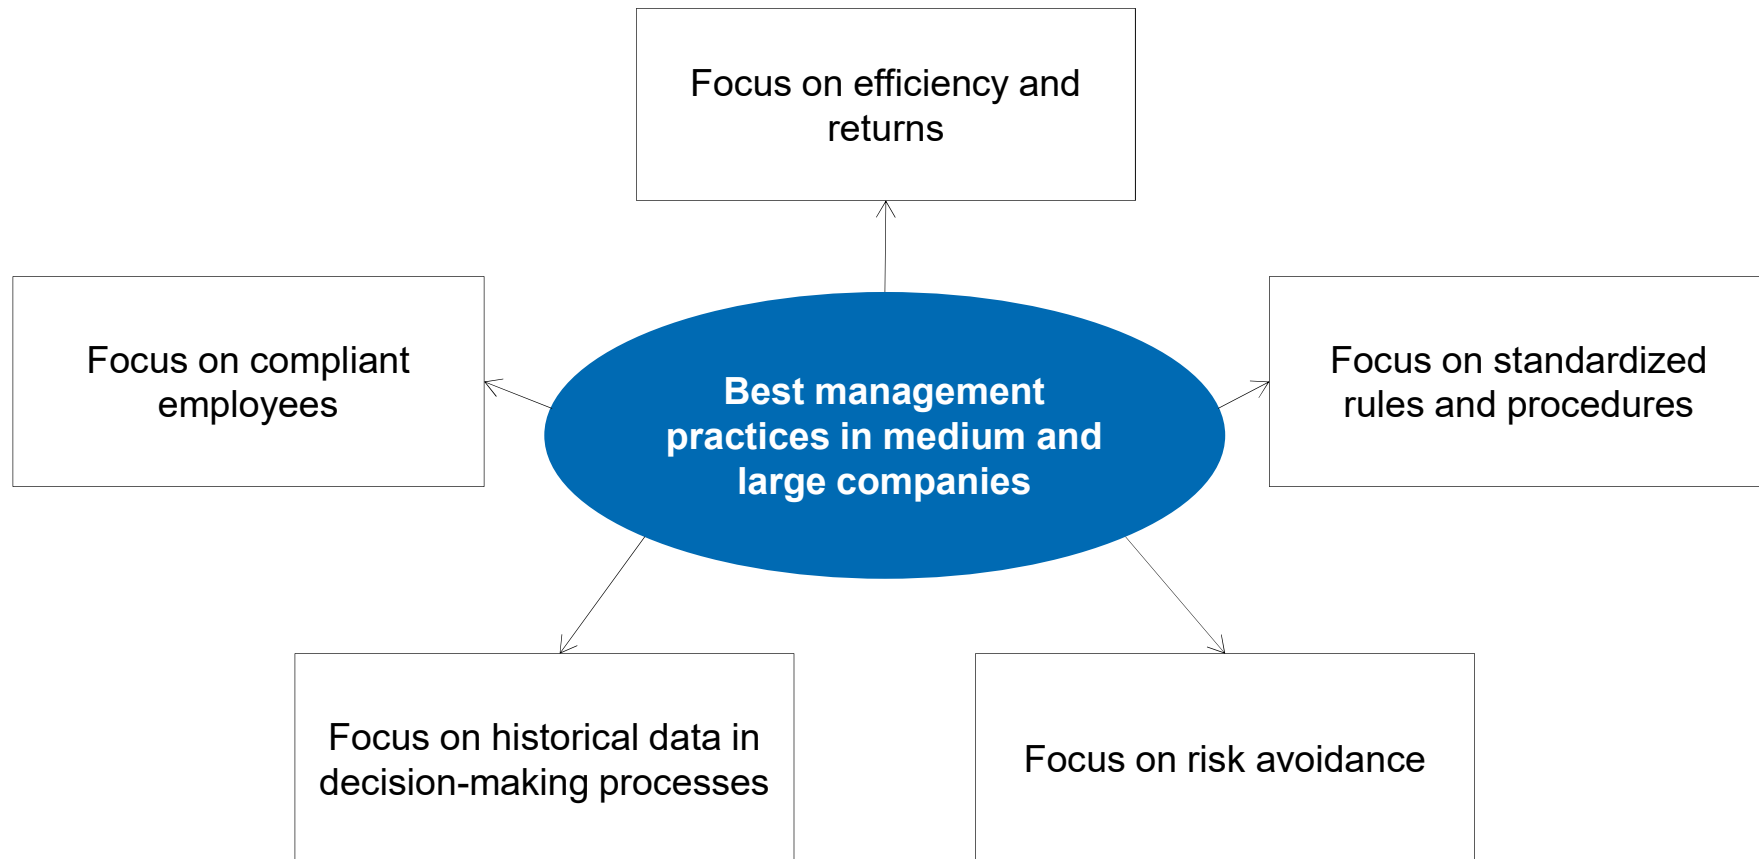 Focus on efficiency and
returns
Focus on compliant
employees
Best management
practices in medium and
large companies
Focus on standardized
rules and procedures
Focus on historical data in
decision-making processes
Focus on risk avoidance